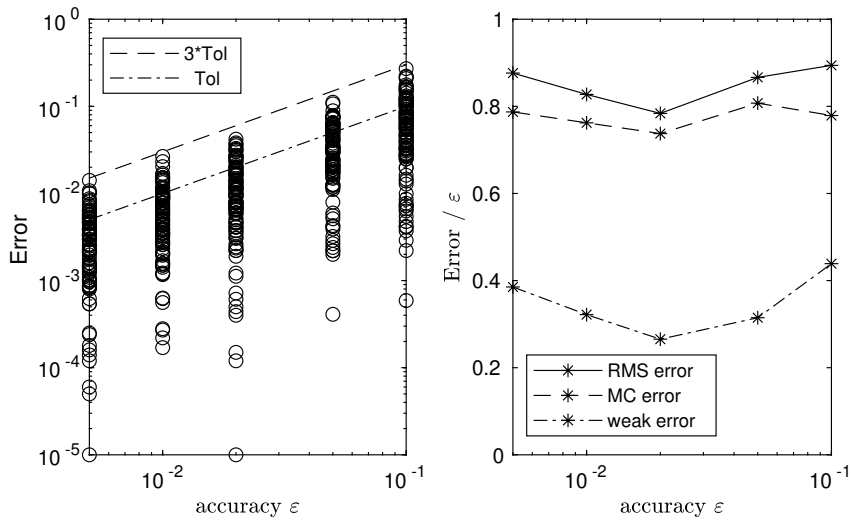 10^0
10^-1
10^-2
10^-3
10^-4
10^-5
Error
3*Tol
Tol
10^-2
10^-1
accuracy ε
1
0.8
0.6
0.4
0.2
0
Error / ε
RMS error
MC error
weak error
10^-2
10^-1
accuracy ε